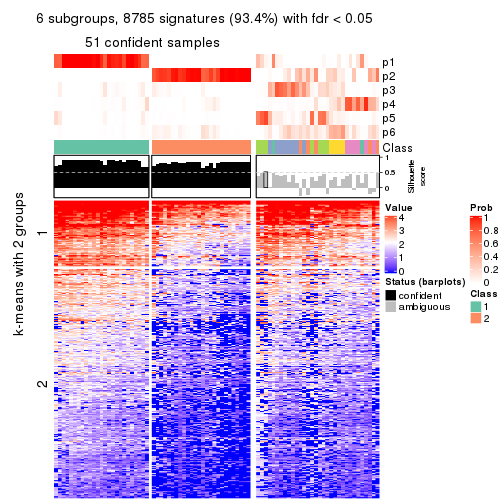 6 subgroups, 8785 signatures (93.4%) with fdr < 0.05
51 confident samples
p1
p2
p3
p4
p5
p6
Class
1
0.5
0
Silhouette
score
k-means with 2 groups
1
2
Value
4
3
2
1
0
Prob
1
0.8
0.6
0.4
0.2
0
Status (barplots)
confident
ambiguous
Class
1
2